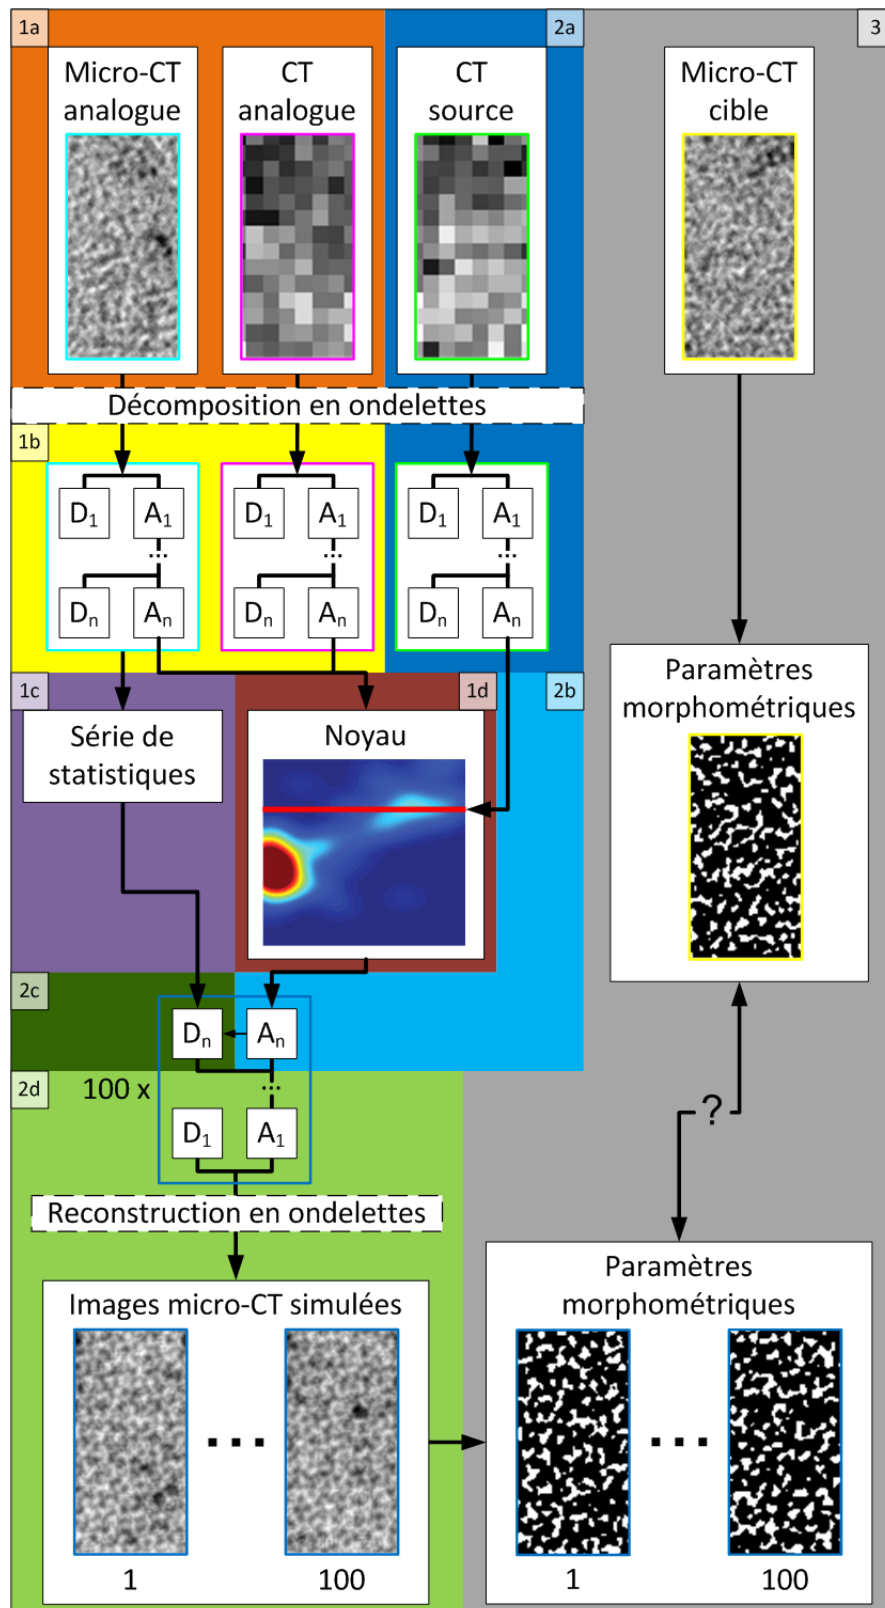 1a
2a
3
Micro-CT
analogue
CT
analogue
CT
source
Micro-CT
cible
Décomposition en ondelettes
1b
D1 A1
...
Dn An
D1 A1
...
Dn An
D1 A1
...
Dn An
1c
1d
2b
Série de
statistiques
Noyau
Paramètres
morphométriques
2c
Dn An
...
2d
100 x
D1 A1
?
Reconstruction en ondelettes
Images micro-CT simulées
...
1
100
Paramètres
morphométriques
...
1
100